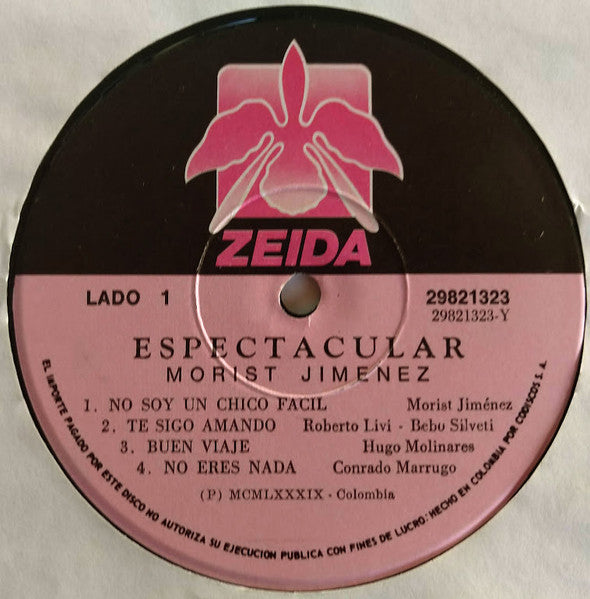 ZEIDA
LADO 1
29821323
29821323-Y
ESPECTACULAR
MORIST JIMENEZ
1. NO SOY UN CHICO FACIL Morist Jiménez
2. TE SIGO AMANDO Roberto Livi - Bebu Silveti
3. BUEN VIAJE Hugo Molinares
4. NO ERES NADA Conrado Marrugo
(P) MCMLXXXIX - Colombia
EL IMPORTE PAGADO POR ESTE DISCO NO AUTORIZA SU EJECUCION PUBLICA CON FINES DE LUCRO: HECHO EN COLOMBIA POR CODISCOS S. A.